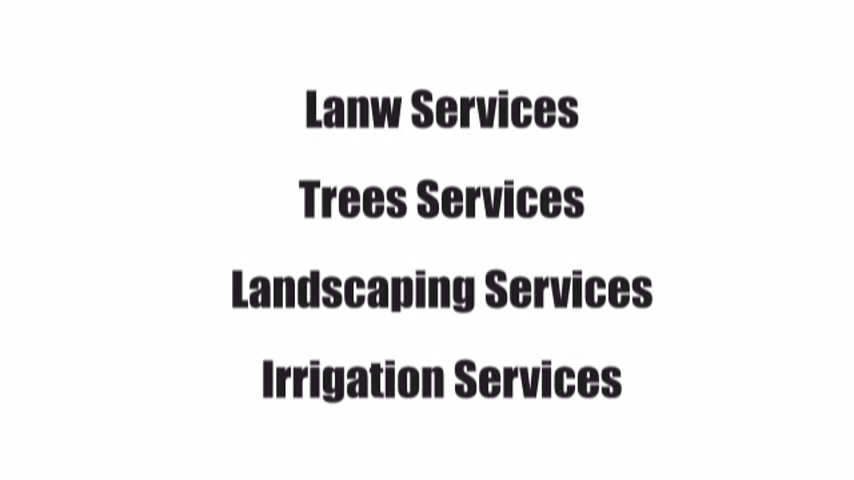 Lanw Services
Trees Services
Landscaping Services
Irrigation Services